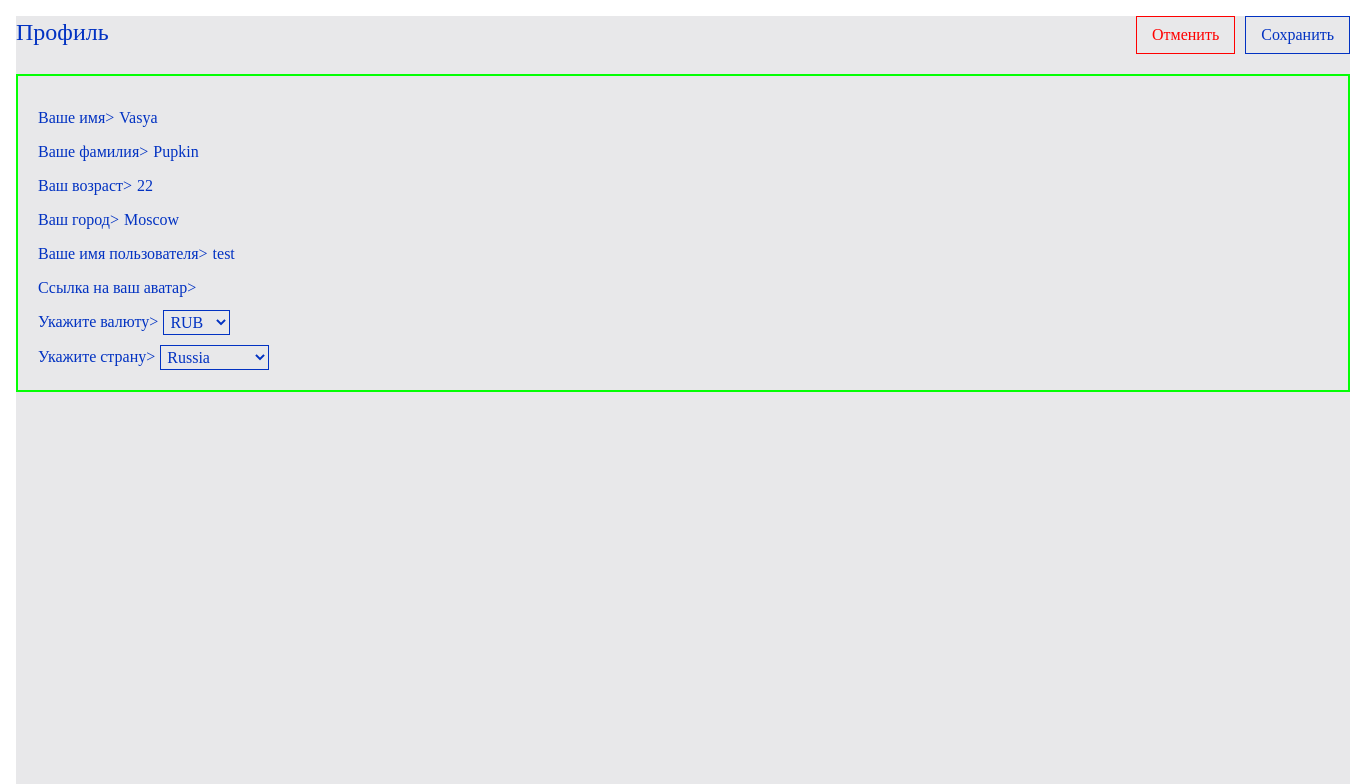 Профиль
Отменить
Сохранить
Ваше имя> Vasya
Ваше фамилия> Pupkin
Ваш возраст> 22
Ваш город> Moscow
Ваше имя пользователя> test
Ссылка на ваш аватар>
Укажите валюту> RUB
Укажите страну> Russia